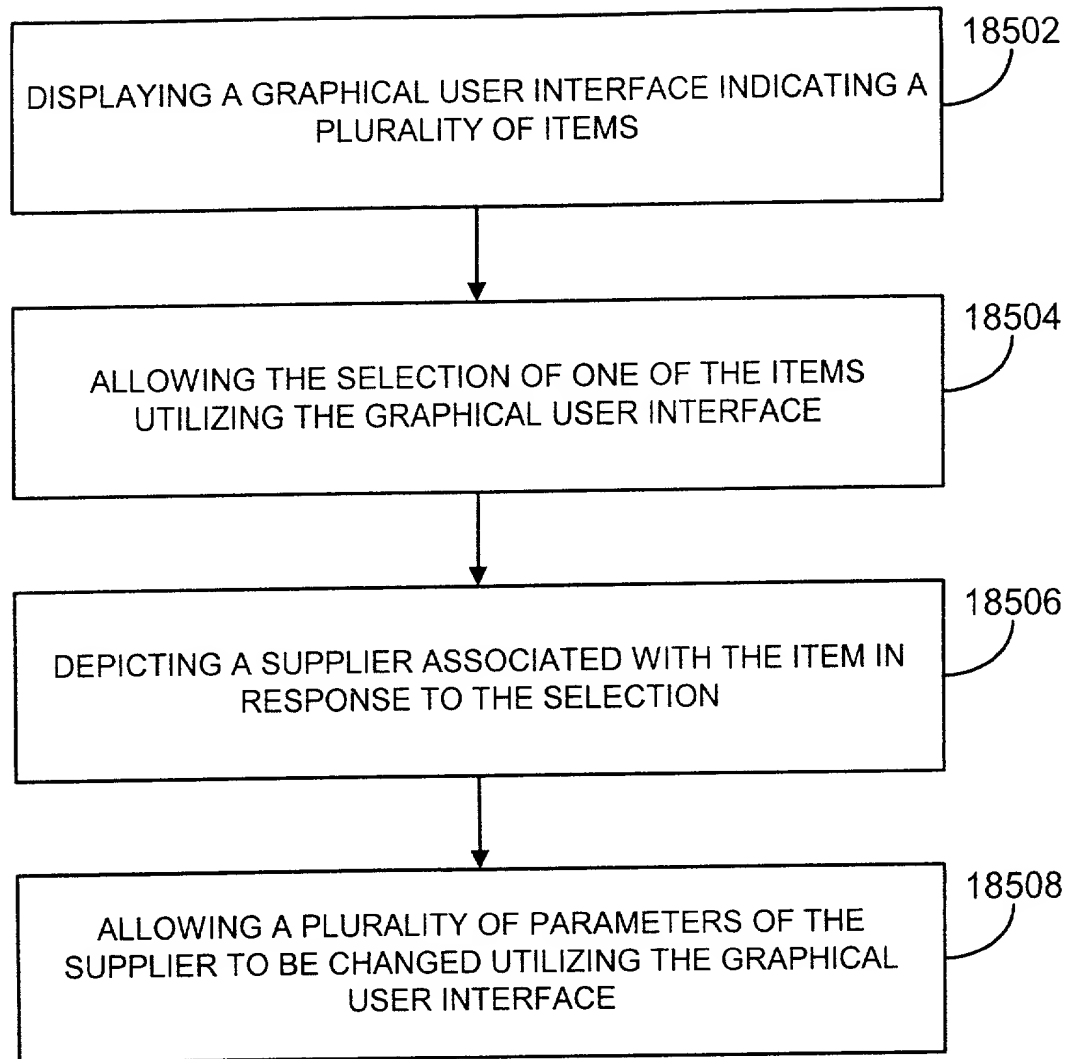 18502
DISPLAYING A GRAPHICAL USER INTERFACE INDICATING A
PLURALITY OF ITEMS
18504
ALLOWING THE SELECTION OF ONE OF THE ITEMS
UTILIZING THE GRAPHICAL USER INTERFACE
18506
DEPICTING A SUPPLIER ASSOCIATED WITH THE ITEM IN
RESPONSE TO THE SELECTION
18508
ALLOWING A PLURALITY OF PARAMETERS OF THE
SUPPLIER TO BE CHANGED UTILIZING THE GRAPHICAL
USER INTERFACE